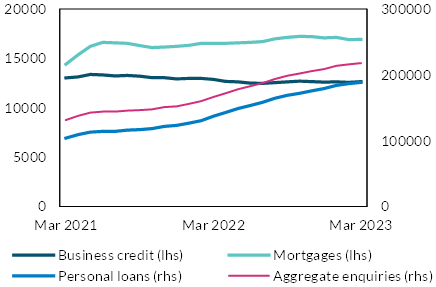 20000 300000
15000 200000
10000
5000 100000
0 0
Mar 2021 Mar 2022 Mar 2023
Business credit (lhs) Mortgages (lhs)
Personal loans (rhs) Aggregate enquiries (rhs)